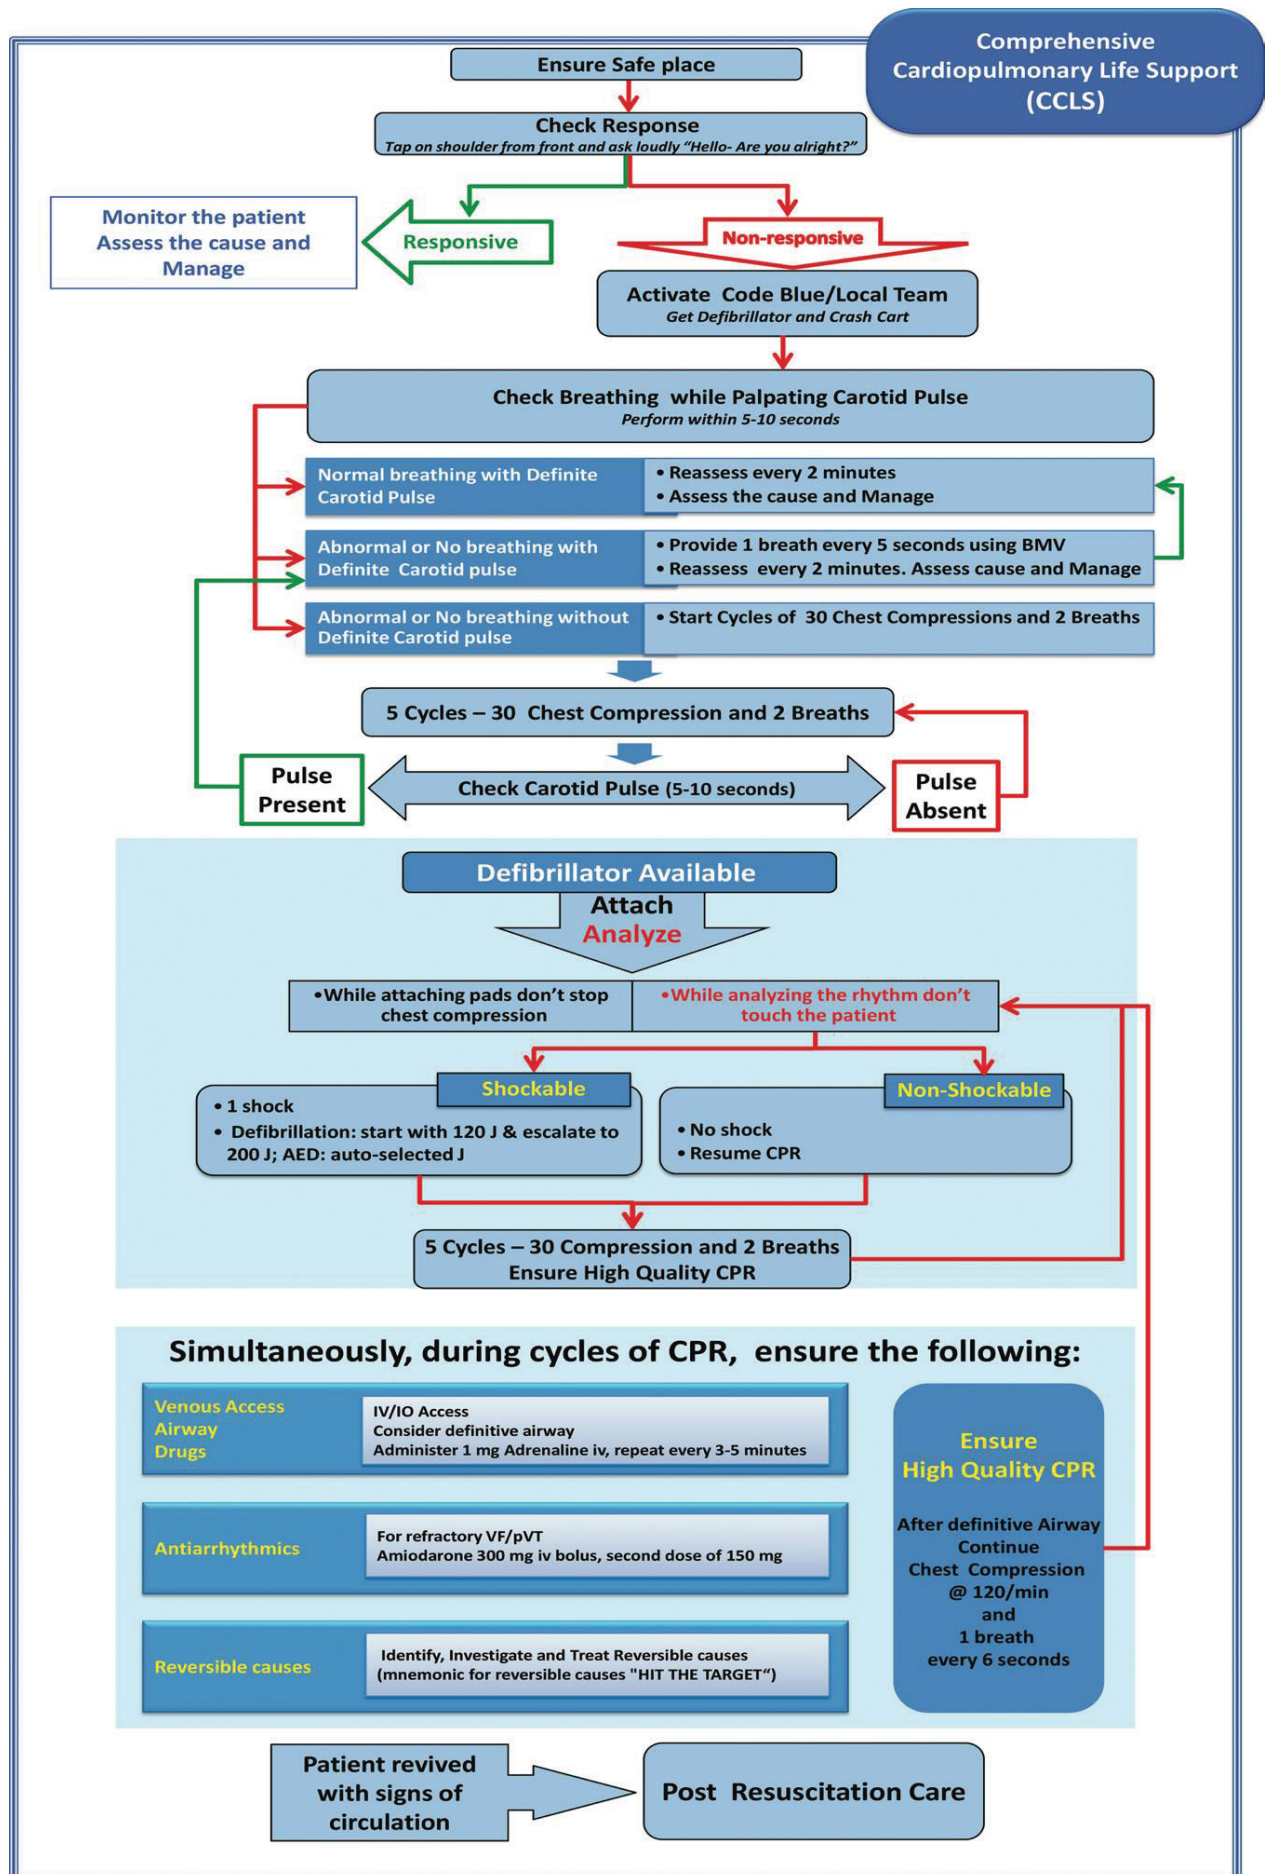 Comprehensive
Cardiopulmonary Life Support
(CCLS)
Ensure Safe place
Check Response
Tap on shoulder from front and ask loudly “Hello- Are you alright?”
Monitor the patient
Assess the cause and
Manage
Responsive
Non-responsive
Activate Code Blue/Local Team
Get Defibrillator and Crash Cart
Check Breathing while Palpating Carotid Pulse
Perform within 5-10 seconds
Normal breathing with Definite
Carotid Pulse
• Reassess every 2 minutes
• Assess the cause and Manage
Abnormal or No breathing with
Definite Carotid pulse
• Provide 1 breath every 5 seconds using BMV
• Reassess every 2 minutes. Assess cause and Manage
Abnormal or No breathing without
Definite Carotid pulse
• Start Cycles of 30 Chest Compressions and 2 Breaths
5 Cycles – 30 Chest Compression and 2 Breaths
Pulse
Present
Check Carotid Pulse (5-10 seconds)
Pulse
Absent
Defibrillator Available
Attach
Analyze
•While attaching pads don’t stop
chest compression
•While analyzing the rhythm don’t
touch the patient
Shockable
• 1 shock
• Defibrillation: start with 120 J & escalate to
200 J; AED: auto-selected J
Non-Shockable
• No shock
• Resume CPR
5 Cycles – 30 Compression and 2 Breaths
Ensure High Quality CPR
Simultaneously, during cycles of CPR, ensure the following:
Venous Access
Airway
Drugs
IV/IO Access
Consider definitive airway
Administer 1 mg Adrenaline iv, repeat every 3-5 minutes
Antiarrhythmics
For refractory VF/pVT
Amiodarone 300 mg iv bolus, second dose of 150 mg
Reversible causes
Identify, Investigate and Treat Reversible causes
(mnemonic for reversible causes "HIT THE TARGET“)
Ensure
High Quality CPR
After definitive Airway
Continue
Chest Compression
@ 120/min
and
1 breath
every 6 seconds
Patient revived
with signs of
circulation
Post Resuscitation Care